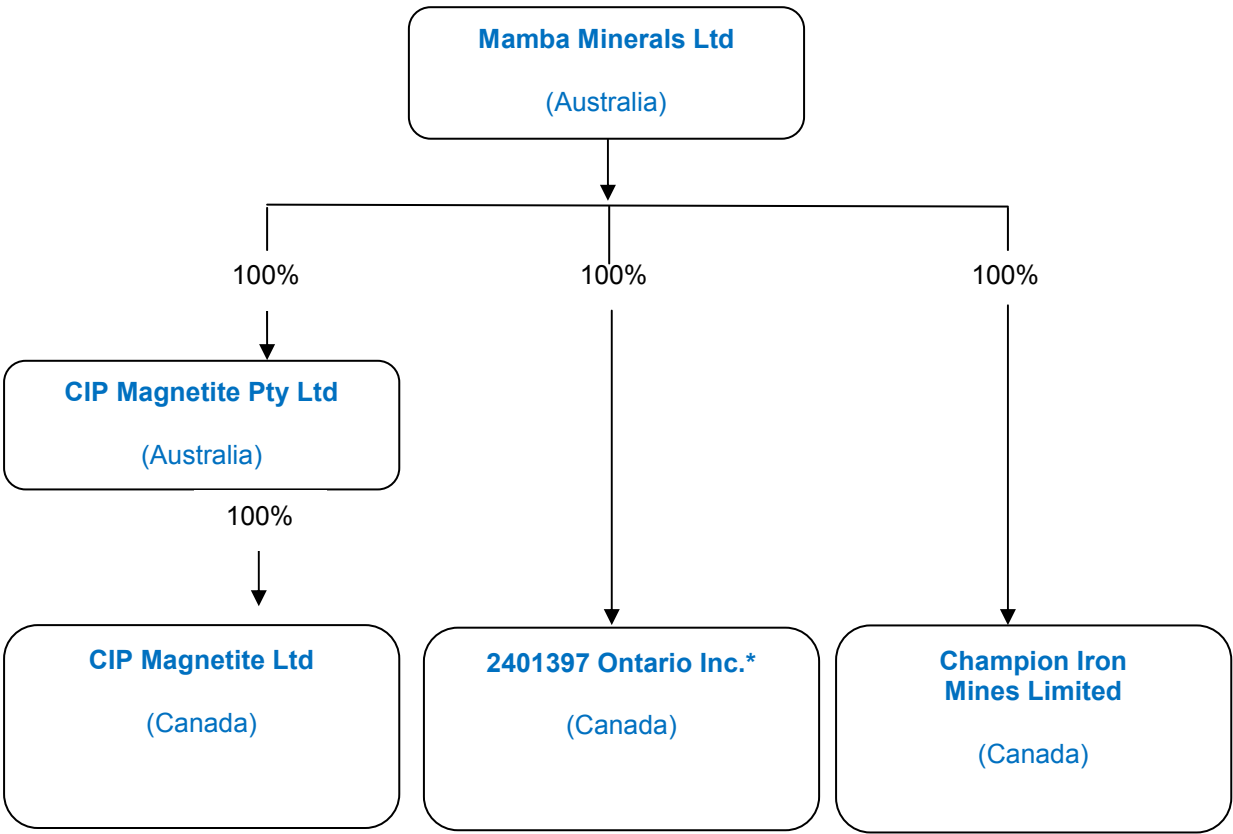 Mamba Minerals Ltd
(Australia)
100%
100%
100%
CIP Magnetite Pty Ltd
(Australia)
100%
CIP Magnetite Ltd
(Canada)
2401397 Ontario Inc.*
(Canada)
Champion Iron
Mines Limited
(Canada)